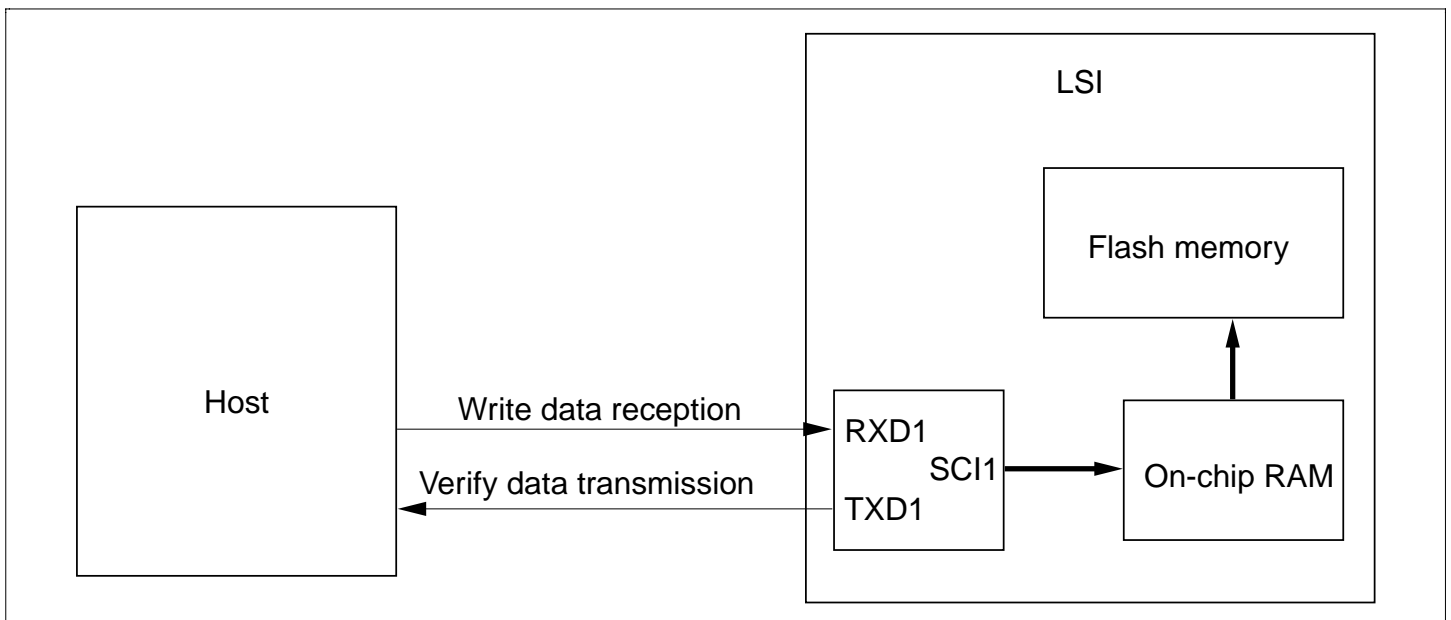 LSI
Flash memory
Host
Write data reception
RXD1
SCI1
On-chip RAM
Verify data transmission
TXD1